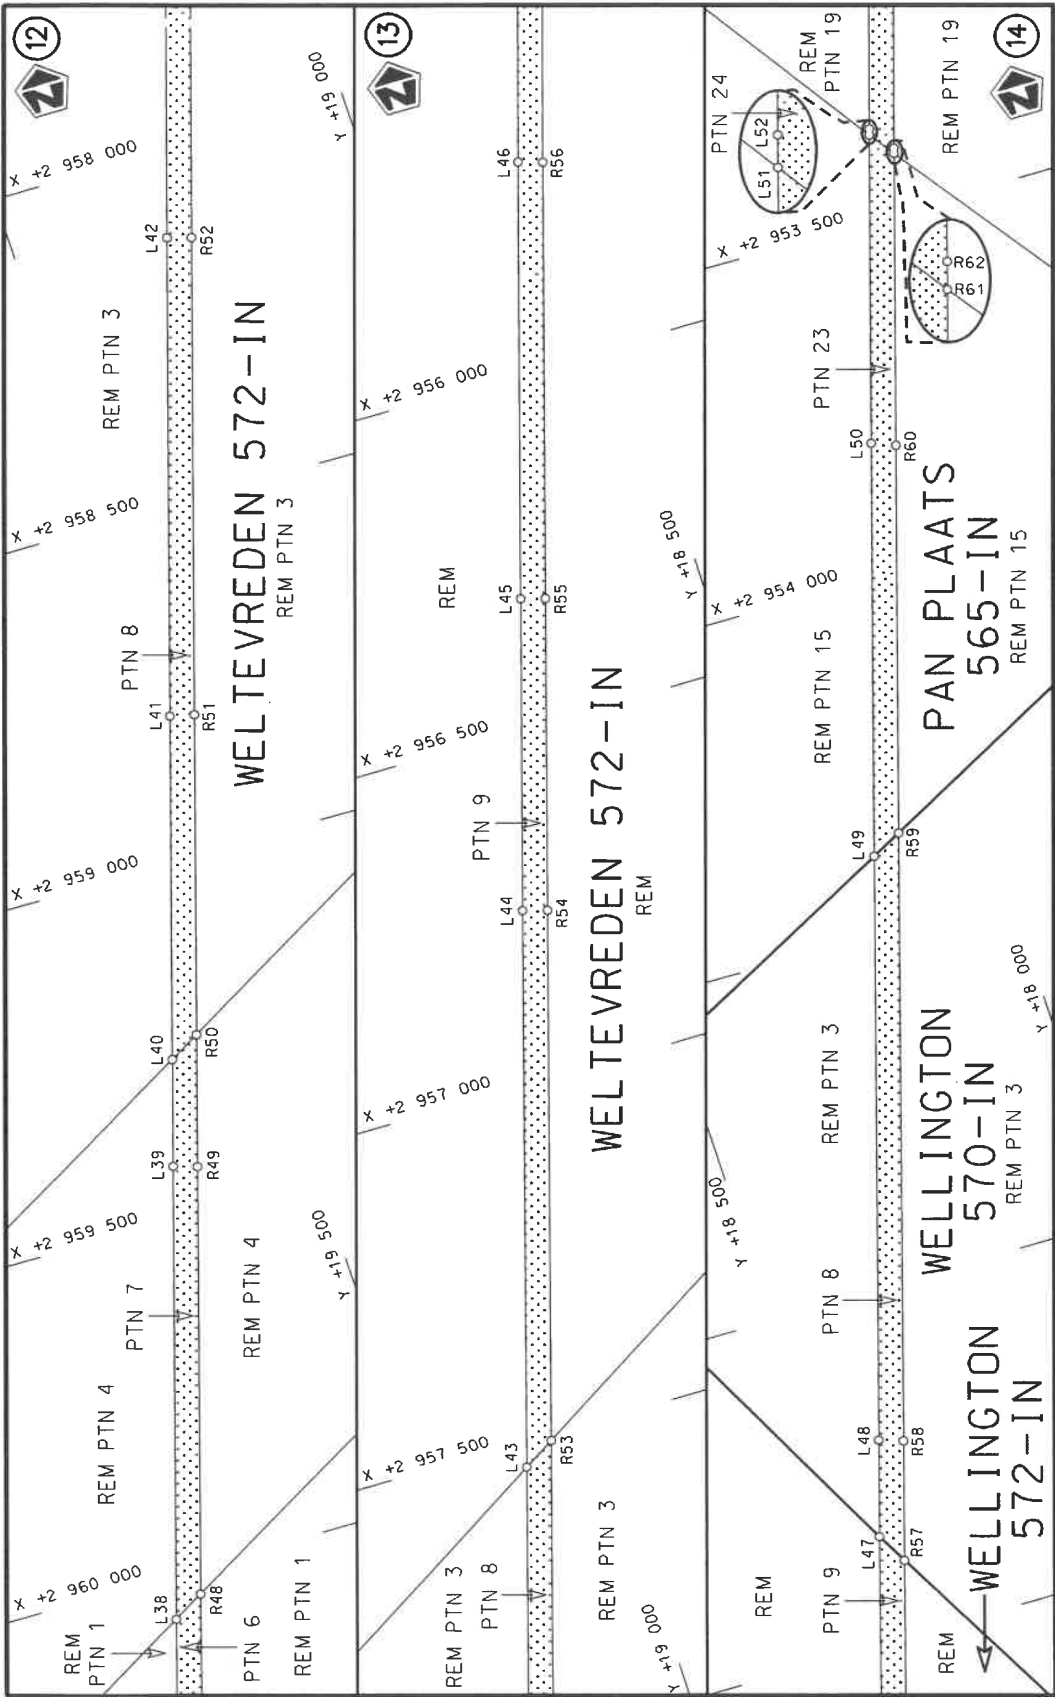 12
X +2 960 000
X +2 959 500
X +2 959 000
X +2 958 500
X +2 958 000
REM
PTN 1
L38
REM PTN 4
PTN 7
L39
L40
L41
PTN 8
REM PTN 3
L42
R48
R49
R50
R51
R52
PTN 6
REM PTN 1
REM PTN 4
Y +19 500
WELTEVREDEN 572-IN
REM PTN 3
Y +19 000
N
13
X +2 957 500
X +2 957 000
X +2 956 500
X +2 956 000
REM PTN 3
PTN 8
L43
L44
PTN 9
L45
REM
L46
R53
R54
R55
R56
REM PTN 3
Y +19 000
WELTEVREDEN 572-IN
REM
Y +18 500
N
14
Y +18 500
X +2 954 000
X +2 953 500
REM
PTN 9
L47
L48
PTN 8
REM PTN 3
L49
REM PTN 15
L50
PTN 23
L51
L52
PTN 24
REM
PTN 19
R57
R58
R59
R60
R61
R62
REM
WELLINGTON
572-IN
WELLINGTON
570-IN
REM PTN 3
Y +18 000
PAN PLAATS
565-IN
REM PTN 15
REM PTN 19
N